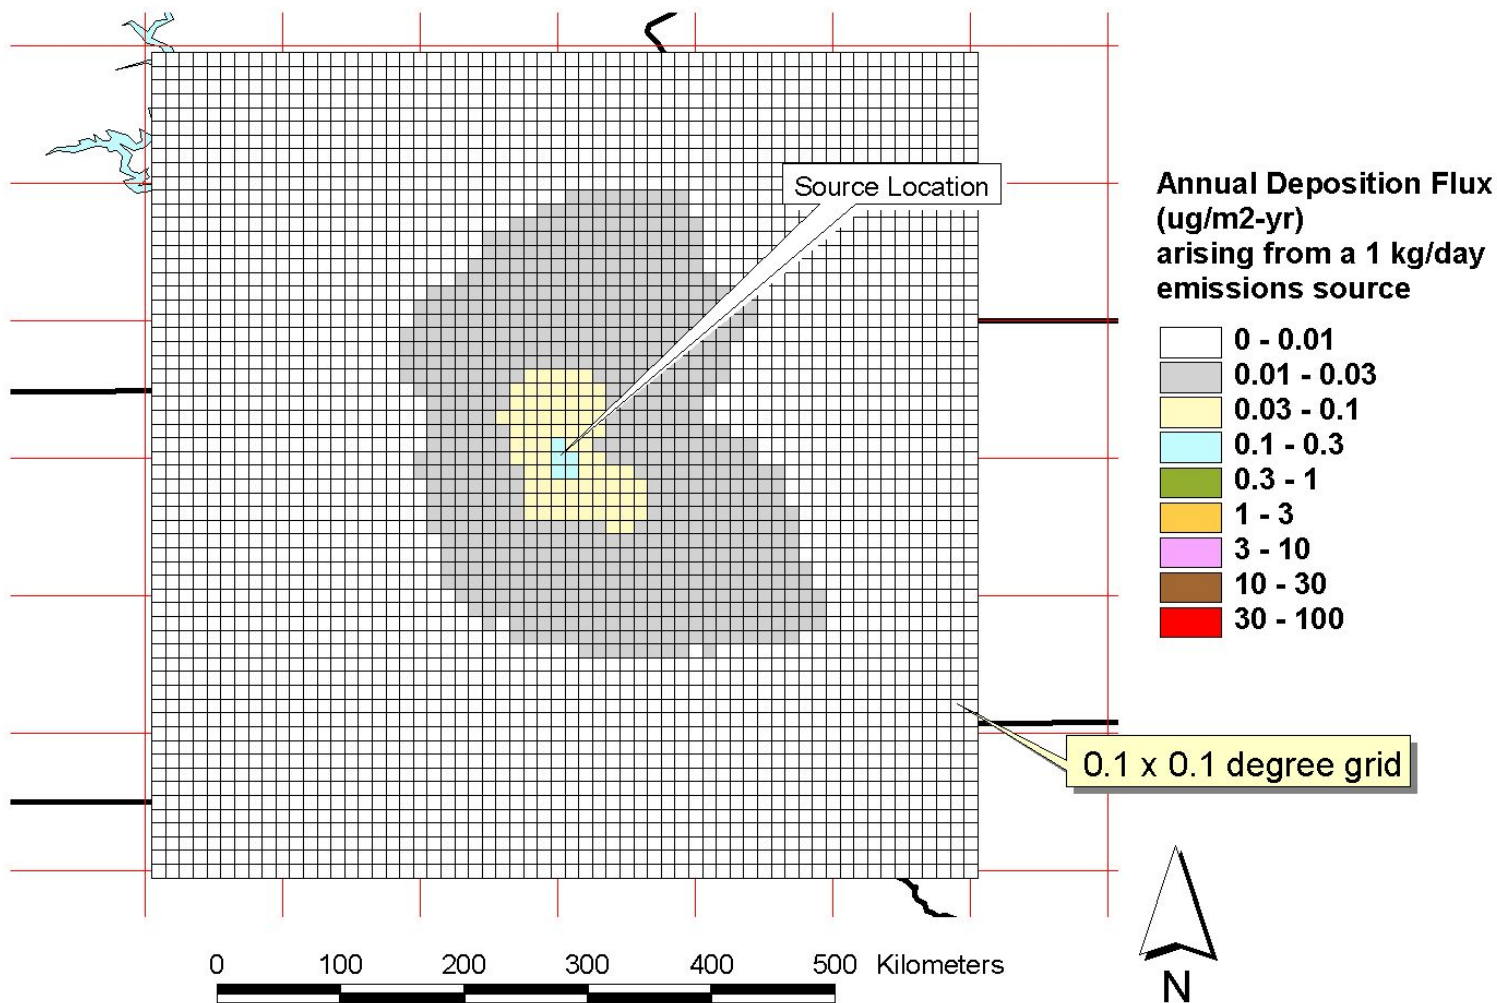 Source Location
Annual Deposition Flux
(ug/m2-yr)
arising from a 1 kg/day
emissions source
0 - 0.01
0.01 - 0.03
0.03 - 0.1
0.1 - 0.3
0.3 - 1
1 - 3
3 - 10
10 - 30
30 - 100
0.1 x 0.1 degree grid
0 100 200 300 400 500 Kilometers
N